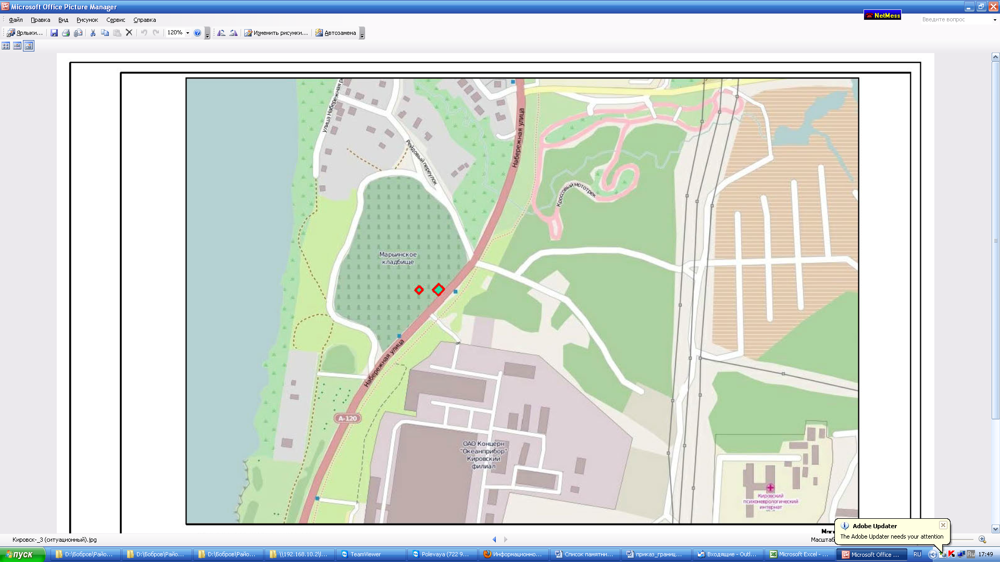 Microsoft Office Picture Manager
NetMess
Файл Правка Вид Рисунок Сервис Справка
Введите вопрос
Ярлыки... 120% Изменить рисунки... Автозамена
улица Набережная
Набережная улица
Рейдовый переулок
Кроссовый мототрек
Марьинское
кладбище
Набережная улица
А-120
ОАО Концерн
"Океанприбор"
Кировский
филиал
Кировский
психоневрологический
интернат
Adobe Updater
The Adobe Updater needs your attention
Кировск-_3 (ситуационный).jpg
пуск
D:\Бобров\Райо...
D:\Бобров\Райо...
D:\Бобров\Райо...
\\192.168.10.2\l...
TeamViewer
Polevaya (722 9...
Информационно...
Список памятни...
приказ_границ...
Входящие - Outl...
Microsoft Excel - ...
Microsoft Office ...
RU
Ru
17:49